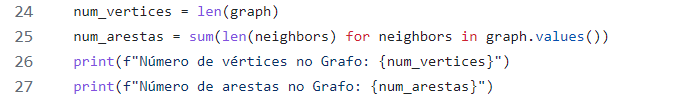 24 num_vertices = len(graph)
25 num_arestas = sum(len(neighbors) for neighbors in graph.values())
26 print(f"Número de vértices no Grafo: {num_vertices}")
27 print(f"Número de arestas no Grafo: {num_arestas}")